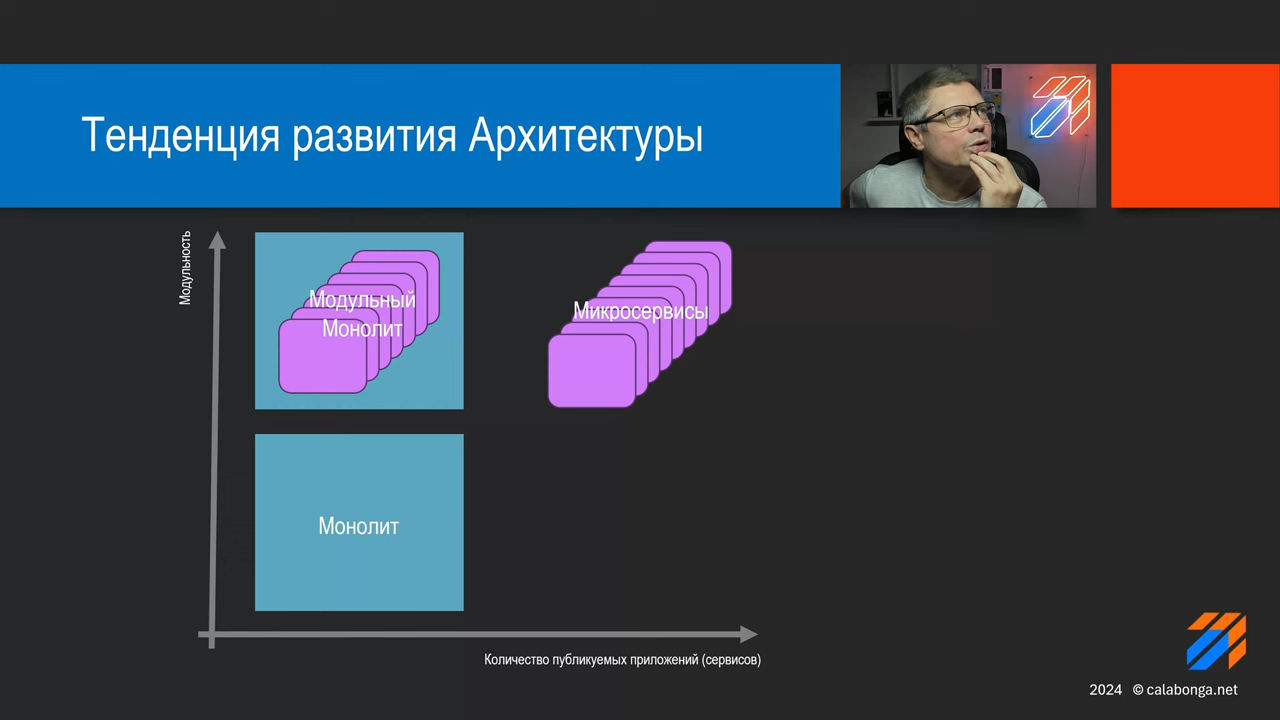 Тенденция развития Архитектуры
Модульность
Модульный
Монолит
Микросервисы
Монолит
Количество публикуемых приложений (сервисов)
2024 © calabonga.net